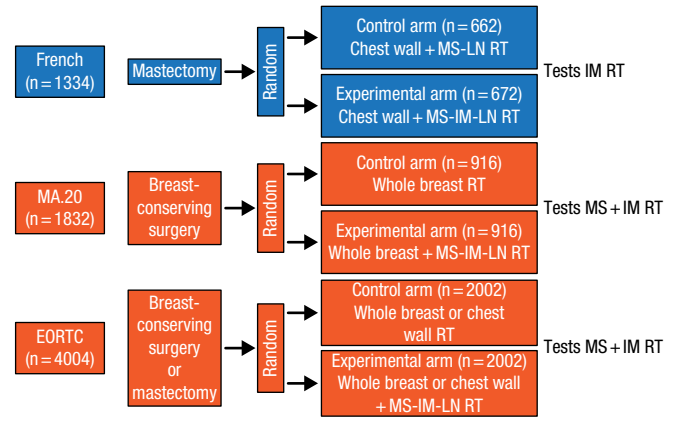 French
(n = 1334)
Mastectomy
Random
Control arm (n = 662)
Chest wall + MS-LN RT
Experimental arm (n = 672)
Chest wall + MS-IM-LN RT
Tests IM RT
MA.20
(n = 1832)
Breast-
conserving
surgery
Random
Control arm (n = 916)
Whole breast RT
Experimental arm (n = 916)
Whole breast + MS-IM-LN RT
Tests MS + IM RT
EORTC
(n = 4004)
Breast-
conserving
surgery
or
mastectomy
Random
Control arm (n = 2002)
Whole breast or chest
wall RT
Experimental arm (n = 2002)
Whole breast or chest wall
+ MS-IM-LN RT
Tests MS + IM RT